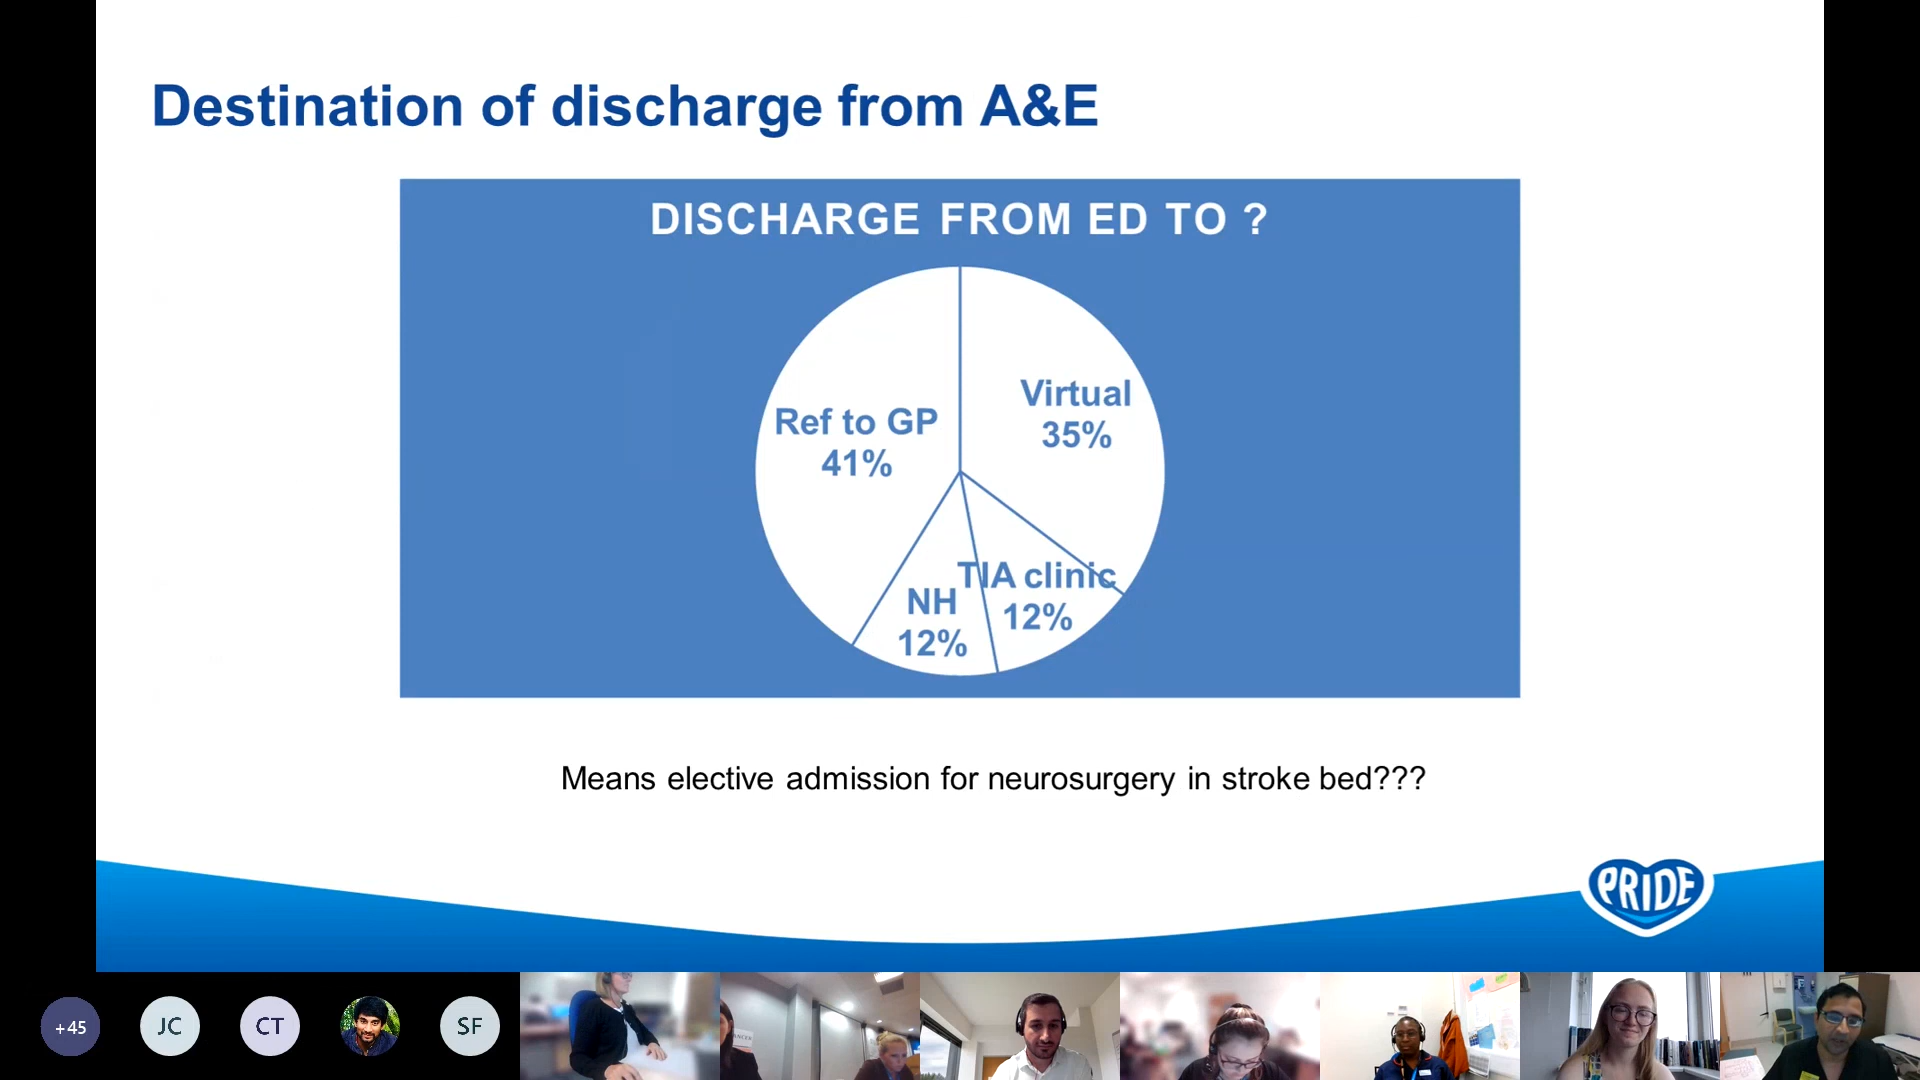 Destination of discharge from A&E
DISCHARGE FROM ED TO ?
Virtual
35%
Ref to GP
41%
TIA clinic
12%
NH
12%
Means elective admission for neurosurgery in stroke bed???
PRIDE
+45
JC
CT
SF